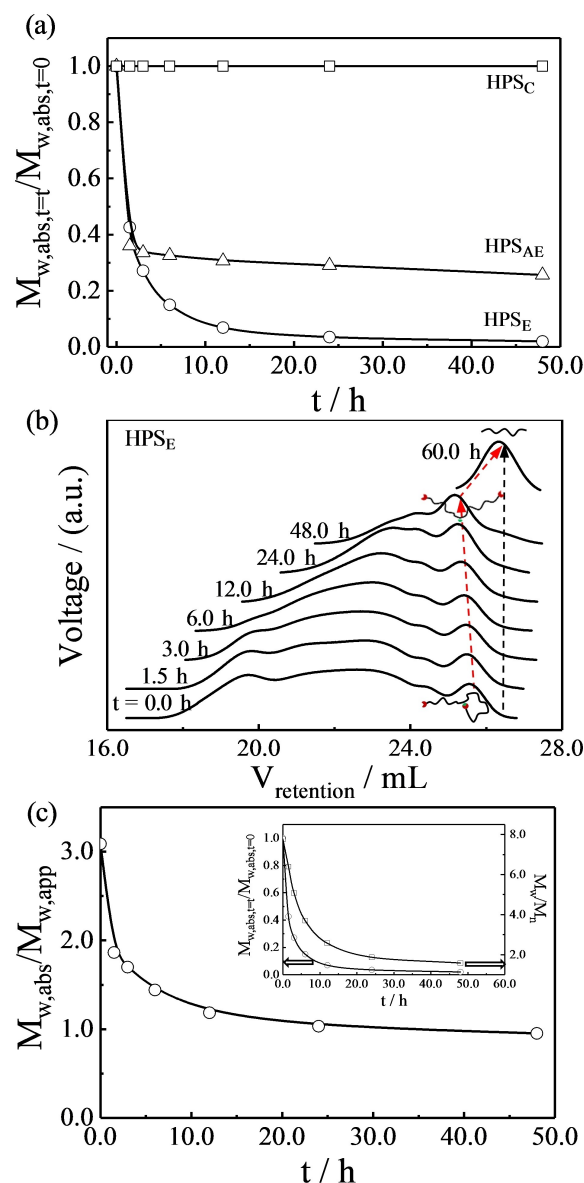 (a)
1.0
0.8
0.6
0.4
0.2
0.0
M_w,abs,t=t/M_w,abs,t=0
HPS_C
HPS_AE
HPS_E
0.0 10.0 20.0 30.0 40.0 50.0
t / h
(b)
HPS_E
Voltage / (a.u.)
60.0 h
48.0 h
24.0 h
12.0 h
6.0 h
3.0 h
1.5 h
t = 0.0 h
16.0 20.0 24.0 28.0
V_retention / mL
(c)
3.0
2.0
1.0
0.0
M_w,abs/M_w,app
1.0
0.8
0.6
0.4
0.2
0.0
M_w,abs,t=t/M_w,abs,t=0
8.0
6.0
4.0
2.0
M_w/M_n
0.0 10.0 20.0 30.0 40.0 50.0 60.0
t / h
0.0 10.0 20.0 30.0 40.0 50.0
t / h